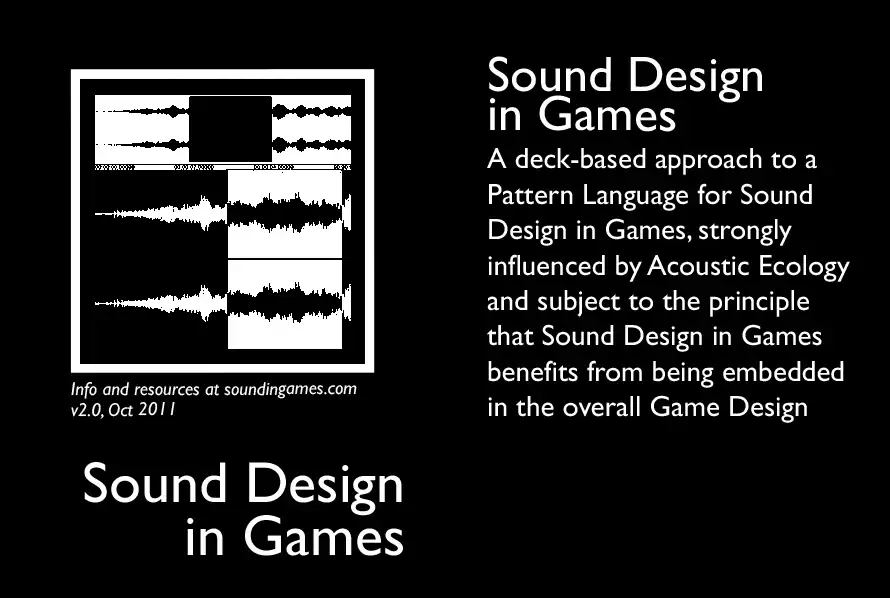 Info and resources at soundingames.com
v2.0, Oct 2011
Sound Design
in Games
Sound Design
in Games
A deck-based approach to a
Pattern Language for Sound
Design in Games, strongly
influenced by Acoustic Ecology
and subject to the principle
that Sound Design in Games
benefits from being embedded
in the overall Game Design